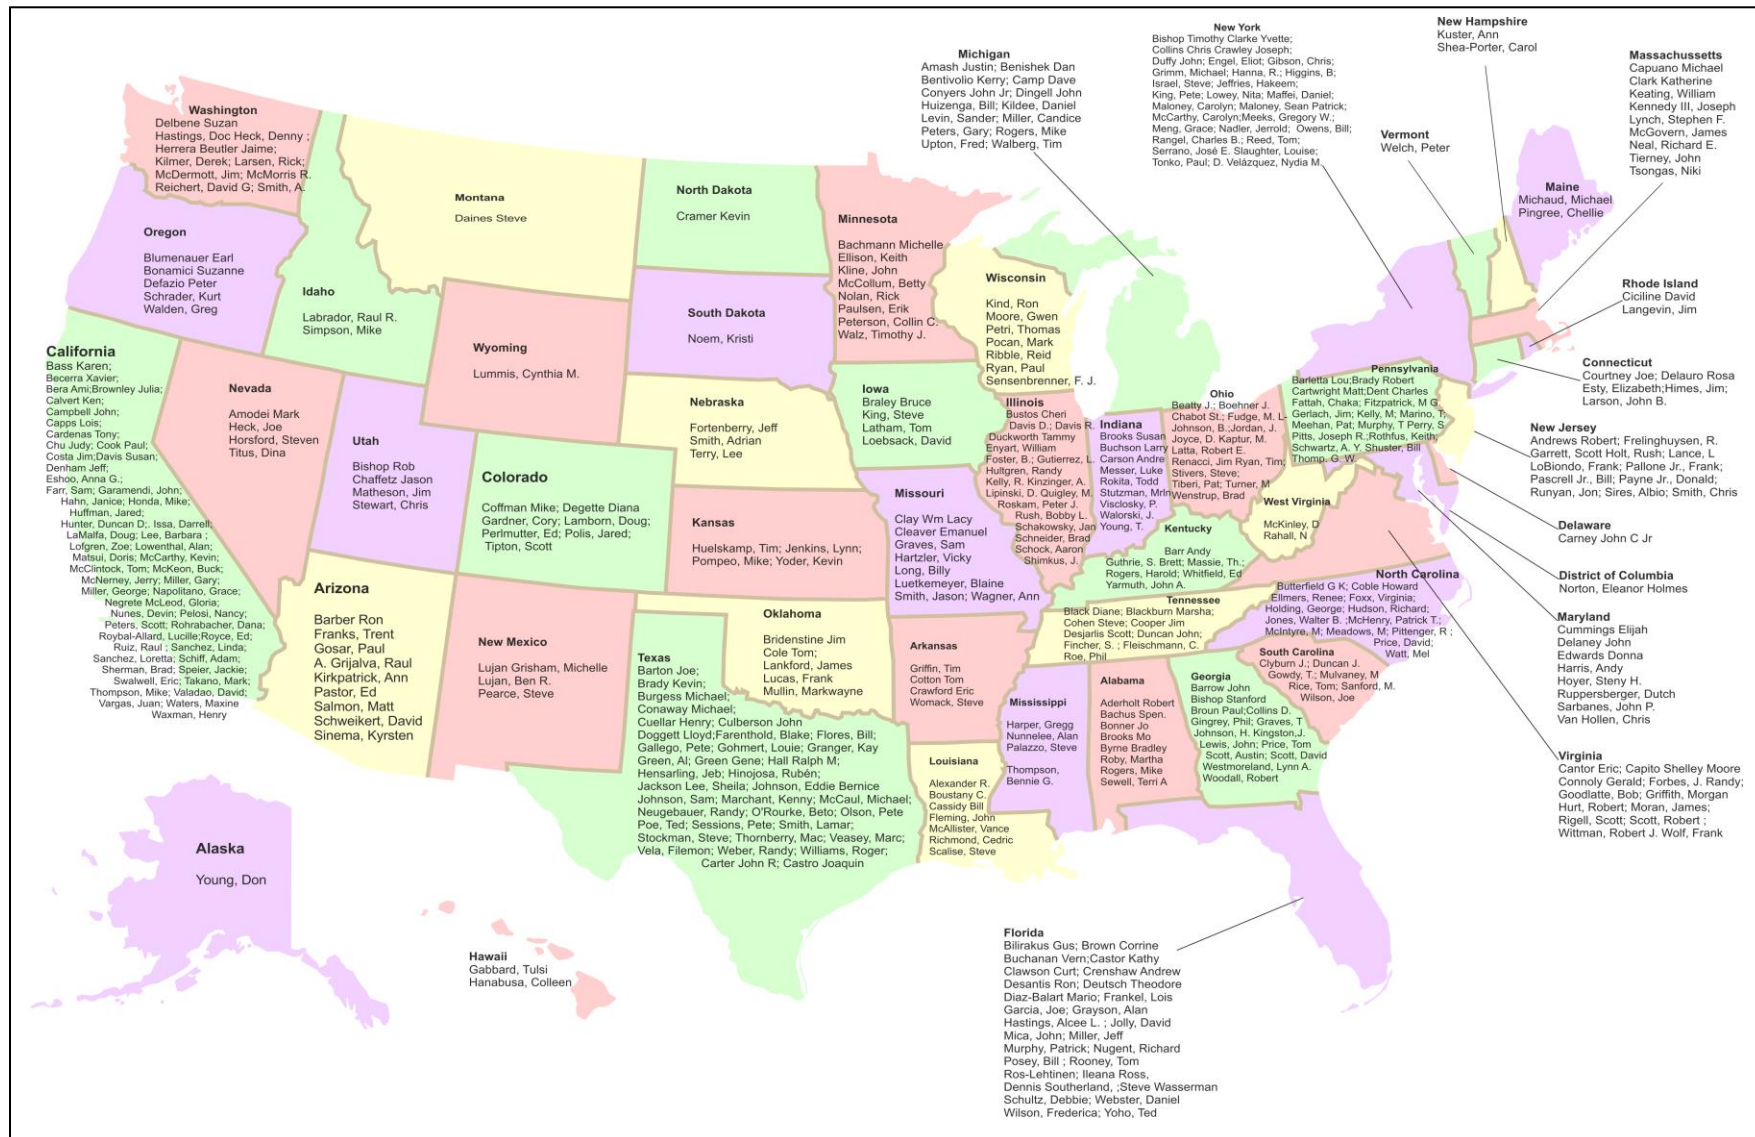 Washington
Delbene Suzan
Hastings, Doc Heck, Denny ;
Herrera Beutler Jaime;
Kilmer, Derek; Larsen, Rick;
McDermott, Jim; McMorris R.
Reichert, David G; Smith, A.
Oregon
Blumenauer Earl
Bonamici Suzanne
Defazio Peter
Schrader, Kurt
Walden, Greg
California
Bass Karen;
Becerra Xavier;
Bera Ami;Brownley Julia;
Calvert Ken;
Campbell John;
Capps Lois;
Cardenas Tony;
Chu Judy; Cook Paul;
Costa Jim;Davis Susan;
Denham Jeff;
Eshoo, Anna G.;
Farr, Sam; Garamendi, John;
Hahn, Janice; Honda, Mike;
Huffman, Jared;
Hunter, Duncan D;. Issa, Darrell;
LaMalfa, Doug; Lee, Barbara ;
Lofgren, Zoe; Lowenthal, Alan;
Matsui, Doris; McCarthy, Kevin;
McClintock, Tom; McKeon, Buck;
McNerney, Jerry; Miller, Gary;
Miller, George; Napolitano, Grace;
Negrete McLeod, Gloria;
Nunes, Devin; Pelosi, Nancy;
Peters, Scott; Rohrabacher, Dana;
Roybal-Allard, Lucille;Royce, Ed;
Ruiz, Raul ; Sanchez, Linda;
Sanchez, Loretta; Schiff, Adam;
Sherman, Brad; Speier, Jackie;
Swalwell, Eric; Takano, Mark;
Thompson, Mike; Valadao, David;
Vargas, Juan; Waters, Maxine
Waxman, Henry
Nevada
Amodei Mark
Heck, Joe
Horsford, Steven
Titus, Dina
Idaho
Labrador, Raul R.
Simpson, Mike
Montana
Daines Steve
Wyoming
Lummis, Cynthia M.
Utah
Bishop Rob
Chaffetz Jason
Matheson, Jim
Stewart, Chris
Colorado
Coffman Mike; Degette Diana
Gardner, Cory; Lamborn, Doug;
Perlmutter, Ed; Polis, Jared;
Tipton, Scott
Arizona
Barber Ron
Franks, Trent
Gosar, Paul
A. Grijalva, Raul
Kirkpatrick, Ann
Pastor, Ed
Salmon, Matt
Schweikert, David
Sinema, Kyrsten
New Mexico
Lujan Grisham, Michelle
Lujan, Ben R.
Pearce, Steve
North Dakota
Cramer Kevin
South Dakota
Noem, Kristi
Nebraska
Fortenberry, Jeff
Smith, Adrian
Terry, Lee
Kansas
Huelskamp, Tim; Jenkins, Lynn;
Pompeo, Mike; Yoder, Kevin
Oklahoma
Bridenstine Jim
Cole Tom;
Lankford, James
Lucas, Frank
Mullin, Markwayne
Texas
Barton Joe;
Brady Kevin;
Burgess Michael;
Conaway Michael;
Cuellar Henry; Culberson John
Doggett Lloyd;Farenthold, Blake; Flores, Bill;
Gallego, Pete; Gohmert, Louie; Granger, Kay
Green, Al; Green Gene; Hall Ralph M;
Hensarling, Jeb; Hinojosa, Rubén;
Jackson Lee, Sheila; Johnson, Eddie Bernice
Johnson, Sam; Marchant, Kenny; McCaul, Michael;
Neugebauer, Randy; O'Rourke, Beto; Olson, Pete
Poe, Ted; Sessions, Pete; Smith, Lamar;
Stockman, Steve; Thornberry, Mac; Veasey, Marc;
Vela, Filemon; Weber, Randy; Williams, Roger;
Carter John R; Castro Joaquin
Minnesota
Bachmann Michelle
Ellison, Keith
Kline, John
McCollum, Betty
Nolan, Rick
Paulsen, Erik
Peterson, Collin C.
Walz, Timothy J.
Iowa
Braley Bruce
King, Steve
Latham, Tom
Loebsack, David
Missouri
Clay Wm Lacy
Cleaver Emanuel
Graves, Sam
Hartzler, Vicky
Long, Billy
Luetkemeyer, Blaine
Smith, Jason; Wagner, Ann
Arkansas
Griffin, Tim
Cotton Tom
Crawford Eric
Womack, Steve
Louisiana
Alexander R.
Boustany C.
Cassidy Bill
Fleming, John
McAllister, Vance
Richmond, Cedric
Scalise, Steve
Wisconsin
Kind, Ron
Moore, Gwen
Petri, Thomas
Pocan, Mark
Ribble, Reid
Ryan, Paul
Sensenbrenner, F. J.
Illinois
Bustos Cheri
Davis D.; Davis R.
Duckworth Tammy
Enyart, William
Foster, B.; Gutierrez, L.
Hultgren, Randy
Kelly, R. Kinzinger, A.
Lipinski, D. Quigley, M.
Roskam, Peter J.
Rush, Bobby L.
Schakowsky, Jan
Schneider, Brad
Schock, Aaron
Shimkus, J.
Michigan
Amash Justin; Benishek Dan
Bentivolio Kerry; Camp Dave
Conyers John Jr; Dingell John
Huizenga, Bill; Kildee, Daniel
Levin, Sander; Miller, Candice
Peters, Gary; Rogers, Mike
Upton, Fred; Walberg, Tim
Indiana
Brooks Susan
Buchson Larry
Carson Andre
Messer, Luke
Rokita, Todd
Stutzman, Mrln
Visclosky, P.
Walorski, J.
Young, T.
Ohio
Beatty J.; Boehner J.
Chabot St.; Fudge, M. L-
Johnson, B.;Jordan, J.
Joyce, D. Kaptur, M.
Latta, Robert E.
Renacci, Jim Ryan, Tim;
Stivers, Steve;
Tiberi, Pat; Turner, M
Wenstrup, Brad
Kentucky
Barr Andy
Guthrie, S. Brett; Massie, Th.;
Rogers, Harold; Whitfield, Ed
Yarmuth, John A.
Tennessee
Black Diane; Blackburn Marsha;
Cohen Steve; Cooper Jim
Desjarlis Scott; Duncan John;
Fincher, S. ; Fleischmann, C.
Roe, Phil
Mississippi
Harper, Gregg
Nunnelee, Alan
Palazzo, Steve
Thompson,
Bennie G.
Alabama
Aderholt Robert
Bachus Spen.
Bonner Jo
Brooks Mo
Byrne Bradley
Roby, Martha
Rogers, Mike
Sewell, Terri A
Georgia
Barrow John
Bishop Stanford
Broun Paul;Collins D.
Gingrey, Phil; Graves, T
Johnson, H. Kingston,J.
Lewis, John; Price, Tom
Scott, Austin; Scott, David
Westmoreland, Lynn A.
Woodall, Robert
South Carolina
Clyburn J.; Duncan J.
Gowdy, T.; Mulvaney, M
Rice, Tom; Sanford, M.
Wilson, Joe
North Carolina
Butterfield G K; Coble Howard
Ellmers, Renee; Foxx, Virginia;
Holding, George; Hudson, Richard;
Jones, Walter B. ;McHenry, Patrick T.;
McIntyre, M; Meadows, M; Pittenger, R ;
Price, David;
Watt, Mel
West Virginia
McKinley, D
Rahall, N
Pennsylvania
Barletta Lou;Brady Robert
Cartwright Matt;Dent Charles
Fattah, Chaka; Fitzpatrick, M G
Gerlach, Jim; Kelly, M; Marino, T;
Meehan, Pat; Murphy, T Perry, S
Pitts, Joseph R.;Rothfus, Keith;
Schwartz, A. Y. Shuster, Bill
Thomp. G. W.
New York
Bishop Timothy Clarke Yvette;
Collins Chris Crawley Joseph;
Duffy John; Engel, Eliot; Gibson, Chris;
Grimm, Michael; Hanna, R.; Higgins, B;
Israel, Steve; Jeffries, Hakeem;
King, Pete; Lowey, Nita; Maffei, Daniel;
Maloney, Carolyn; Maloney, Sean Patrick;
McCarthy, Carolyn;Meeks, Gregory W.;
Meng, Grace; Nadler, Jerrold; Owens, Bill;
Rangel, Charles B.; Reed, Tom;
Serrano, José E. Slaughter, Louise;
Tonko, Paul; D. Velázquez, Nydia M.
Vermont
Welch, Peter
New Hampshire
Kuster, Ann
Shea-Porter, Carol
Maine
Michaud, Michael
Pingree, Chellie
Massachussetts
Capuano Michael
Clark Katherine
Keating, William
Kennedy III, Joseph
Lynch, Stephen F.
McGovern, James
Neal, Richard E.
Tierney, John
Tsongas, Niki
Rhode Island
Ciciline David
Langevin, Jim
Connecticut
Courtney Joe; Delauro Rosa
Esty, Elizabeth;Himes, Jim;
Larson, John B.
New Jersey
Andrews Robert; Frelinghuysen, R.
Garrett, Scott Holt, Rush; Lance, L
LoBiondo, Frank; Pallone Jr., Frank;
Pascrell Jr., Bill; Payne Jr., Donald;
Runyan, Jon; Sires, Albio; Smith, Chris
Delaware
Carney John C Jr
District of Columbia
Norton, Eleanor Holmes
Maryland
Cummings Elijah
Delaney John
Edwards Donna
Harris, Andy
Hoyer, Steny H.
Ruppersberger, Dutch
Sarbanes, John P.
Van Hollen, Chris
Virginia
Cantor Eric; Capito Shelley Moore
Connoly Gerald; Forbes, J. Randy;
Goodlatte, Bob; Griffith, Morgan
Hurt, Robert; Moran, James;
Rigell, Scott; Scott, Robert ;
Wittman, Robert J. Wolf, Frank
Florida
Bilirakus Gus; Brown Corrine
Buchanan Vern;Castor Kathy
Clawson Curt; Crenshaw Andrew
Desantis Ron; Deutsch Theodore
Diaz-Balart Mario; Frankel, Lois
Garcia, Joe; Grayson, Alan
Hastings, Alcee L. ; Jolly, David
Mica, John; Miller, Jeff
Murphy, Patrick; Nugent, Richard
Posey, Bill ; Rooney, Tom
Ros-Lehtinen; Ileana Ross,
Dennis Southerland, ;Steve Wasserman
Schultz, Debbie; Webster, Daniel
Wilson, Frederica; Yoho, Ted
Alaska
Young, Don
Hawaii
Gabbard, Tulsi
Hanabusa, Colleen